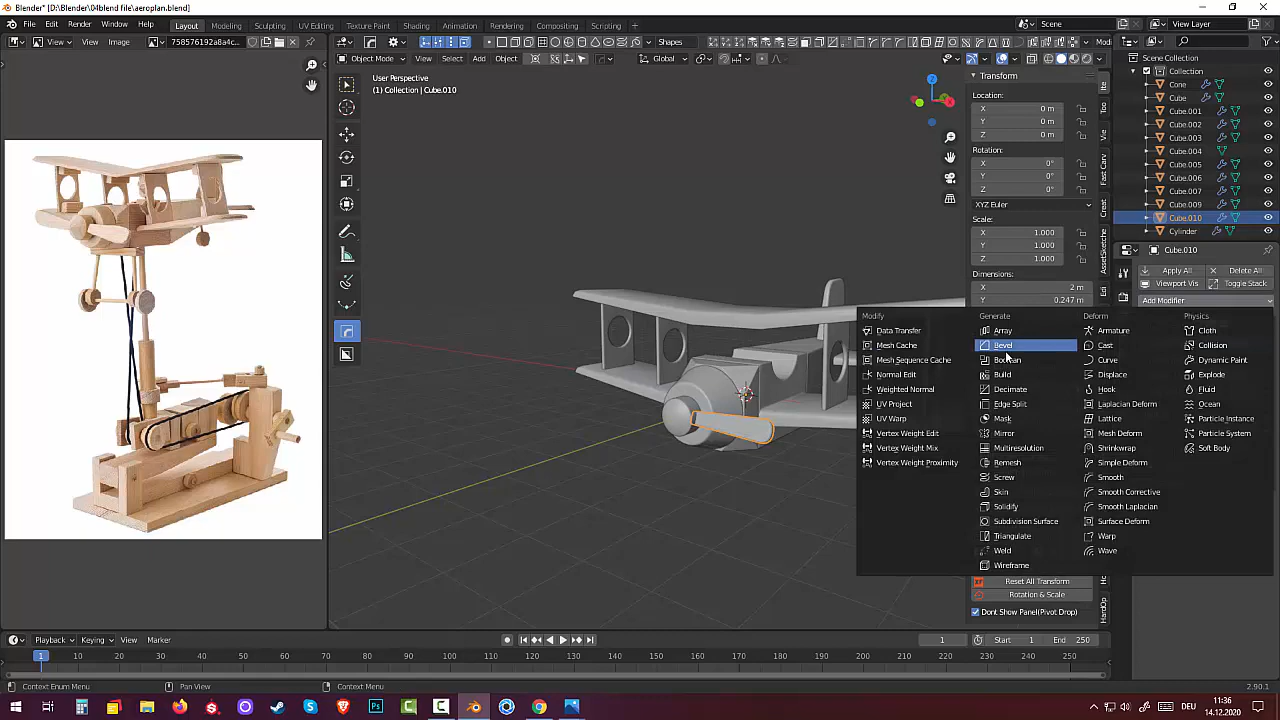 Blender* [D:\Blender\04blend file\aeroplan.blend]
File Edit Render Window Help Layout Modeling Sculpting UV Editing Texture Paint Shading Animation Rendering Compositing Scripting Scene View Layer
View View Image 758576192a8a4c... Shapes
Object Mode View Select Add Object Global
User Perspective
(1) Collection | Cube.010
Transform
Location:
X 0 m
Y 0 m
Z 0 m
Rotation:
X 0°
Y 0°
Z 0°
XYZ Euler
Scale:
X 1.000
Y 1.000
Z 1.000
Dimensions:
X 2 m
Y 0.247 m
Fast Carv
Creat
AssetSketche
Edi
HardOp
Scene Collection
Collection
Cone
Cube
Cube.001
Cube.002
Cube.003
Cube.004
Cube.005
Cube.006
Cube.007
Cube.009
Cube.010
Cylinder
Cube.010
Apply All Delete All
Viewport Vis Toggle Stack
Add Modifier
Modify
Data Transfer
Mesh Cache
Mesh Sequence Cache
Normal Edit
Weighted Normal
UV Project
UV Warp
Vertex Weight Edit
Vertex Weight Mix
Vertex Weight Proximity
Generate
Array
Bevel
Boolean
Build
Decimate
Edge Split
Mask
Mirror
Multiresolution
Remesh
Screw
Skin
Solidify
Subdivision Surface
Triangulate
Weld
Wireframe
Deform
Armature
Cast
Curve
Displace
Hook
Laplacian Deform
Lattice
Mesh Deform
Shrinkwrap
Simple Deform
Smooth
Smooth Corrective
Smooth Laplacian
Surface Deform
Warp
Wave
Physics
Cloth
Collision
Dynamic Paint
Explode
Fluid
Ocean
Particle Instance
Particle System
Soft Body
Reset All Transform
Rotation & Scale
Dont Show Panel(Pivot Drop)
Playback Keying View Marker 1 Start 1 End 250
1 10 20 30 40 50 60 70 80 90 100 110 120 130 140 150 160 170 180 190 200 210 220 230 240 250
Context Enum Menu Pan View Context Menu 2.90.1
DEU 11:36
14.12.2020